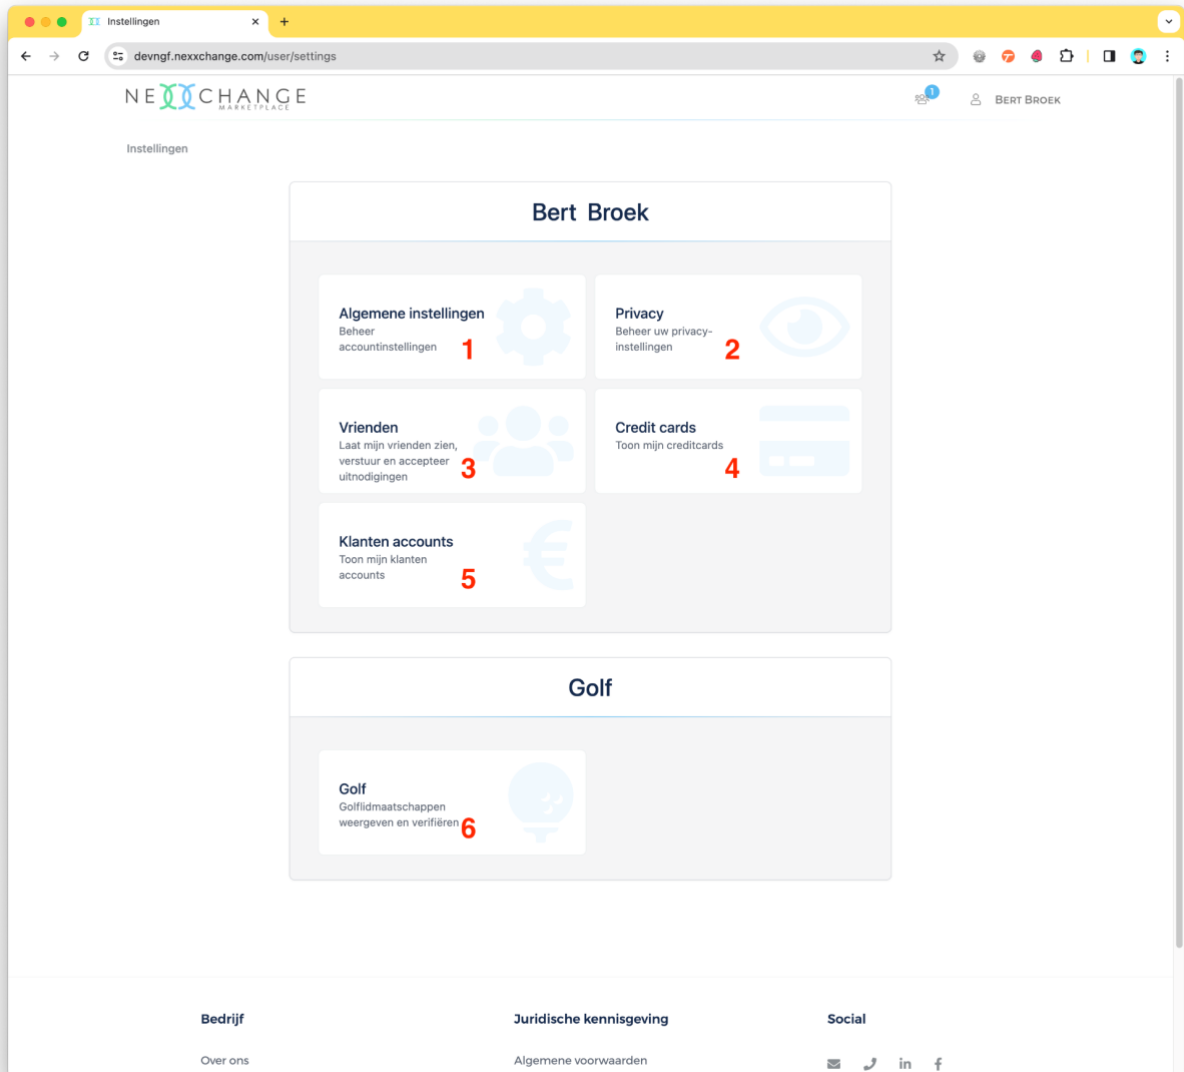 Instellingen
devngf.nexxchange.com/user/settings
NEXXCHANGE
MARKETPLACE
1
BERT BROEK
Instellingen
Bert Broek
Algemene instellingen
Beheer
accountinstellingen
1
Privacy
Beheer uw privacy-
instellingen
2
Vrienden
Laat mijn vrienden zien,
verstuur en accepteer
uitnodigingen
3
Credit cards
Toon mijn creditcards
4
Klanten accounts
Toon mijn klanten
accounts
5
Golf
Golf
Golflidmaatschappen
weergeven en verifiëren
6
Bedrijf
Juridische kennisgeving
Social
Over ons
Algemene voorwaarden